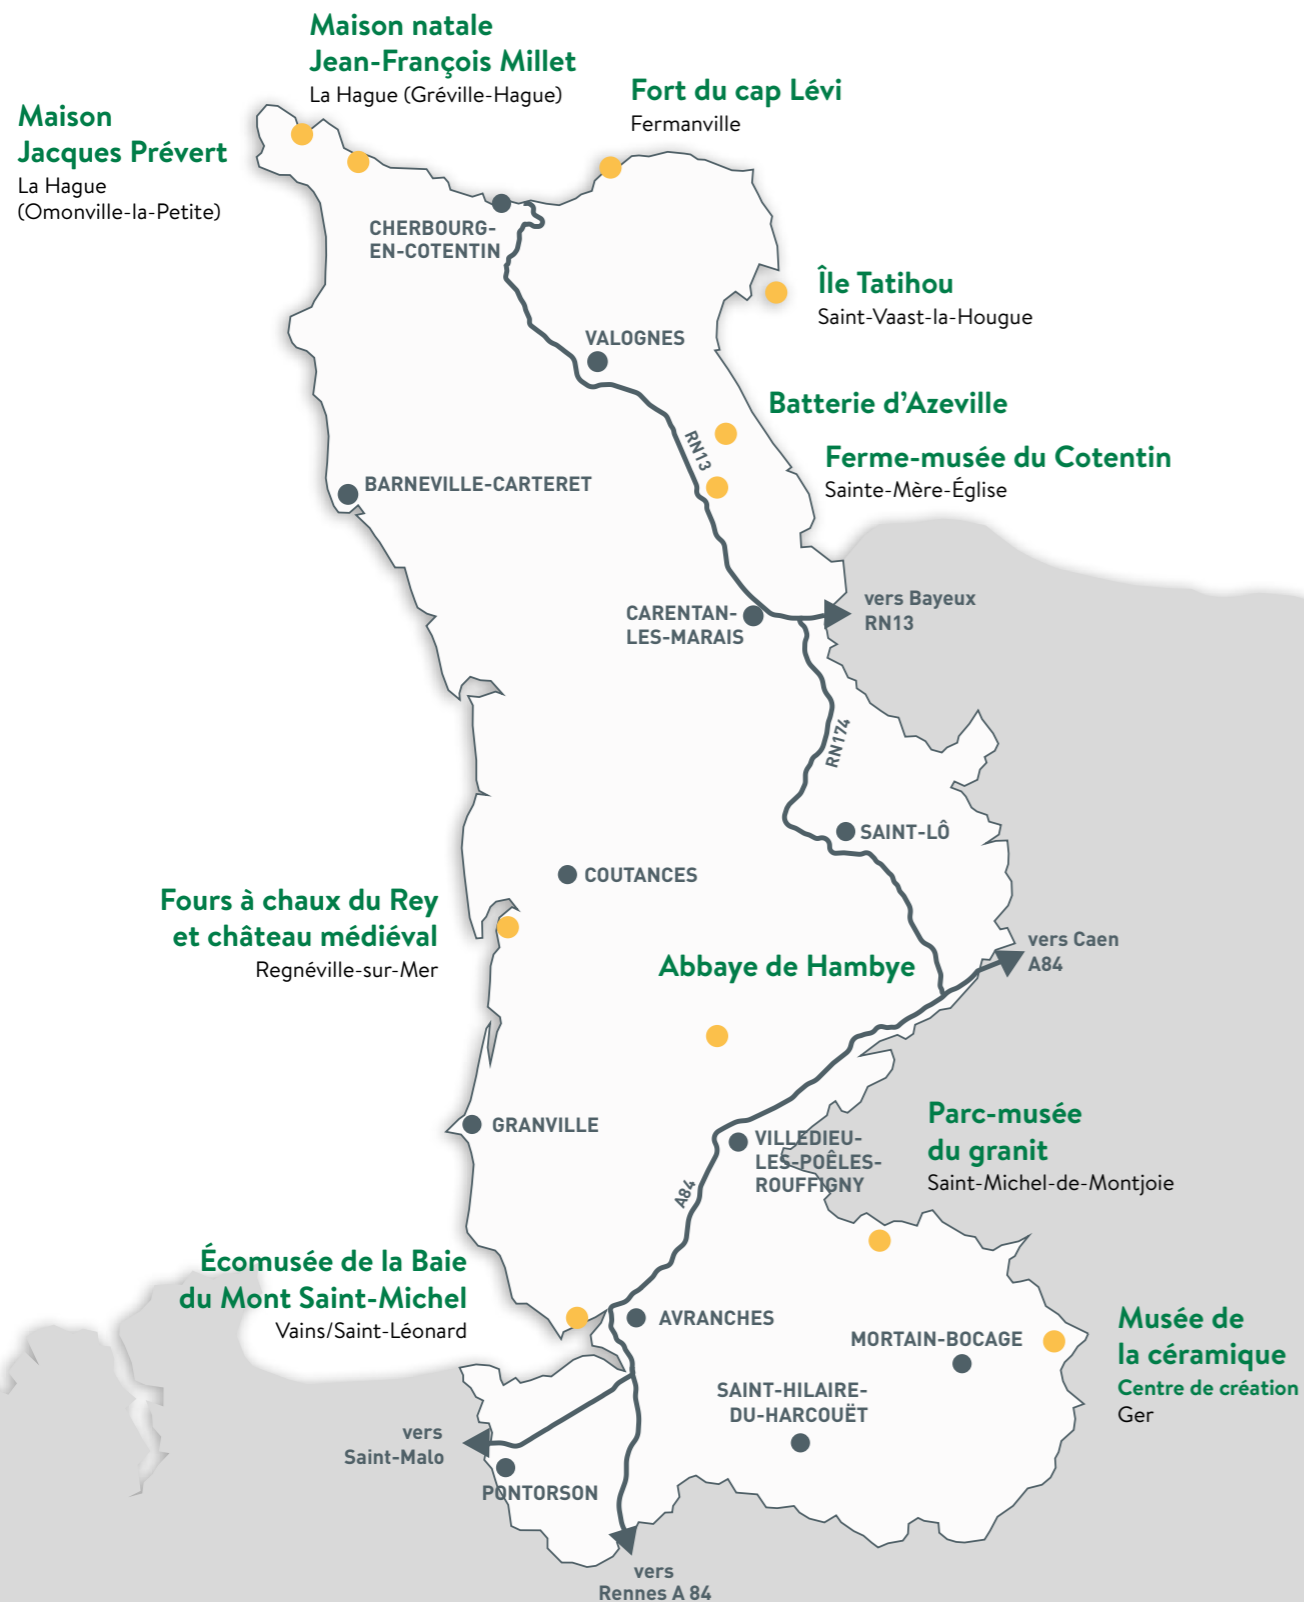 Maison natale
Jean-François Millet
La Hague (Gréville-Hague)
Fort du cap Lévi
Fermanville
Maison
Jacques Prévert
La Hague
(Omonville-la-Petite)
CHERBOURG-
EN-COTENTIN
Île Tatihou
Saint-Vaast-la-Hougue
VALOGNES
Batterie d’Azeville
RN13
Ferme-musée du Cotentin
Sainte-Mère-Église
BARNEVILLE-CARTERET
vers Bayeux
RN13
CARENTAN-
LES-MARAIS
RN174
SAINT-LÔ
COUTANCES
Fours à chaux du Rey
et château médiéval
Regnéville-sur-Mer
vers Caen
A84
Abbaye de Hambye
GRANVILLE
VILLEDIEU-
LES-POÊLES-
ROUFFIGNY
Parc-musée
du granit
Saint-Michel-de-Montjoie
A84
Écomusée de la Baie
du Mont Saint-Michel
Vains/Saint-Léonard
AVRANCHES
MORTAIN-BOCAGE
Musée de
la céramique
Centre de création
Ger
SAINT-HILAIRE-
DU-HARCOUËT
vers
Saint-Malo
PONTORSON
vers
Rennes A 84